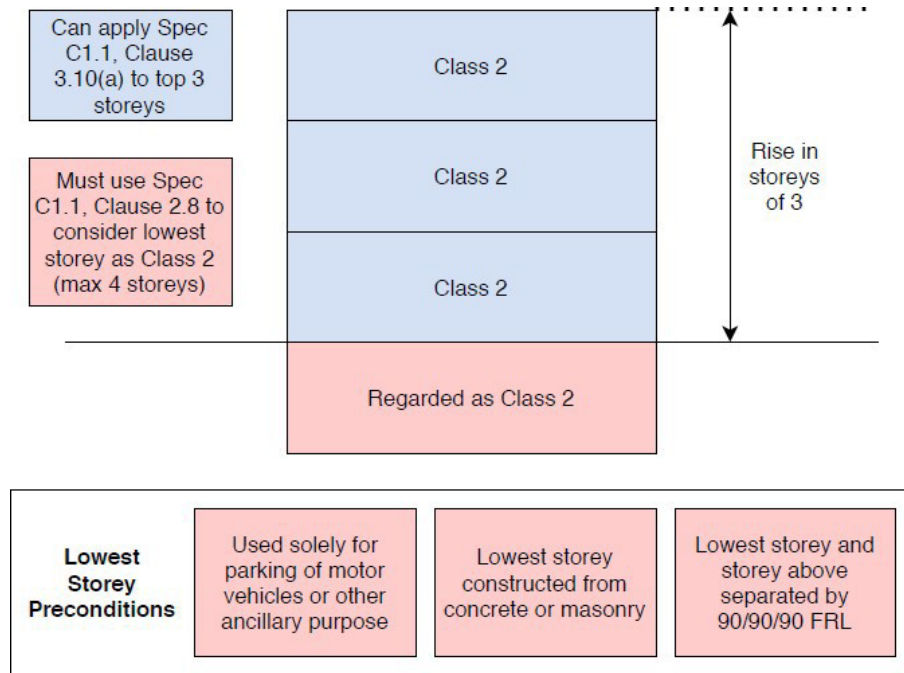 Can apply Spec
C1.1, Clause
3.10(a) to top 3
storeys
Class 2
Must use Spec
C1.1, Clause 2.8 to
consider lowest
storey as Class 2
(max 4 storeys)
Class 2
Rise in
storeys
of 3
Class 2
Regarded as Class 2
Lowest
Storey
Preconditions
Used solely for
parking of motor
vehicles or other
ancillary purpose
Lowest storey
constructed from
concrete or masonry
Lowest storey and
storey above
separated by
90/90/90 FRL